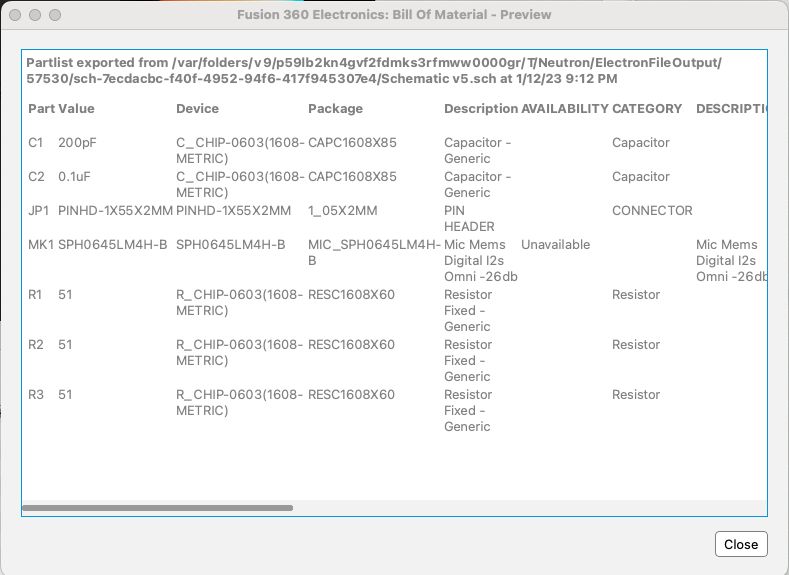 Fusion 360 Electronics: Bill Of Material - Preview
Partlist exported from /var/folders/v9/p59lb2kn4gvf2fdmks3rfmww0000gr/T/Neutron/ElectronFileOutput/
57530/sch-7ecdacbc-f40f-4952-94f6-417f945307e4/Schematic v5.sch at 1/12/23 9:12 PM
Part Value Device Package Description AVAILABILITY CATEGORY DESCRIPTI
C1 200pF C_CHIP-0603(1608- CAPC1608X85 Capacitor - Capacitor
METRIC) Generic
C2 0.1uF C_CHIP-0603(1608- CAPC1608X85 Capacitor - Capacitor
METRIC) Generic
JP1 PINHD-1X55X2MM PINHD-1X55X2MM 1_05X2MM PIN CONNECTOR
HEADER
MK1 SPH0645LM4H-B SPH0645LM4H-B MIC_SPH0645LM4H- Mic Mems Unavailable Mic Mems
B Digital I2s Digital I2s
Omni -26db Omni -26db
R1 51 R_CHIP-0603(1608- RESC1608X60 Resistor Resistor
METRIC) Fixed -
Generic
R2 51 R_CHIP-0603(1608- RESC1608X60 Resistor Resistor
METRIC) Fixed -
Generic
R3 51 R_CHIP-0603(1608- RESC1608X60 Resistor Resistor
METRIC) Fixed -
Generic
Close